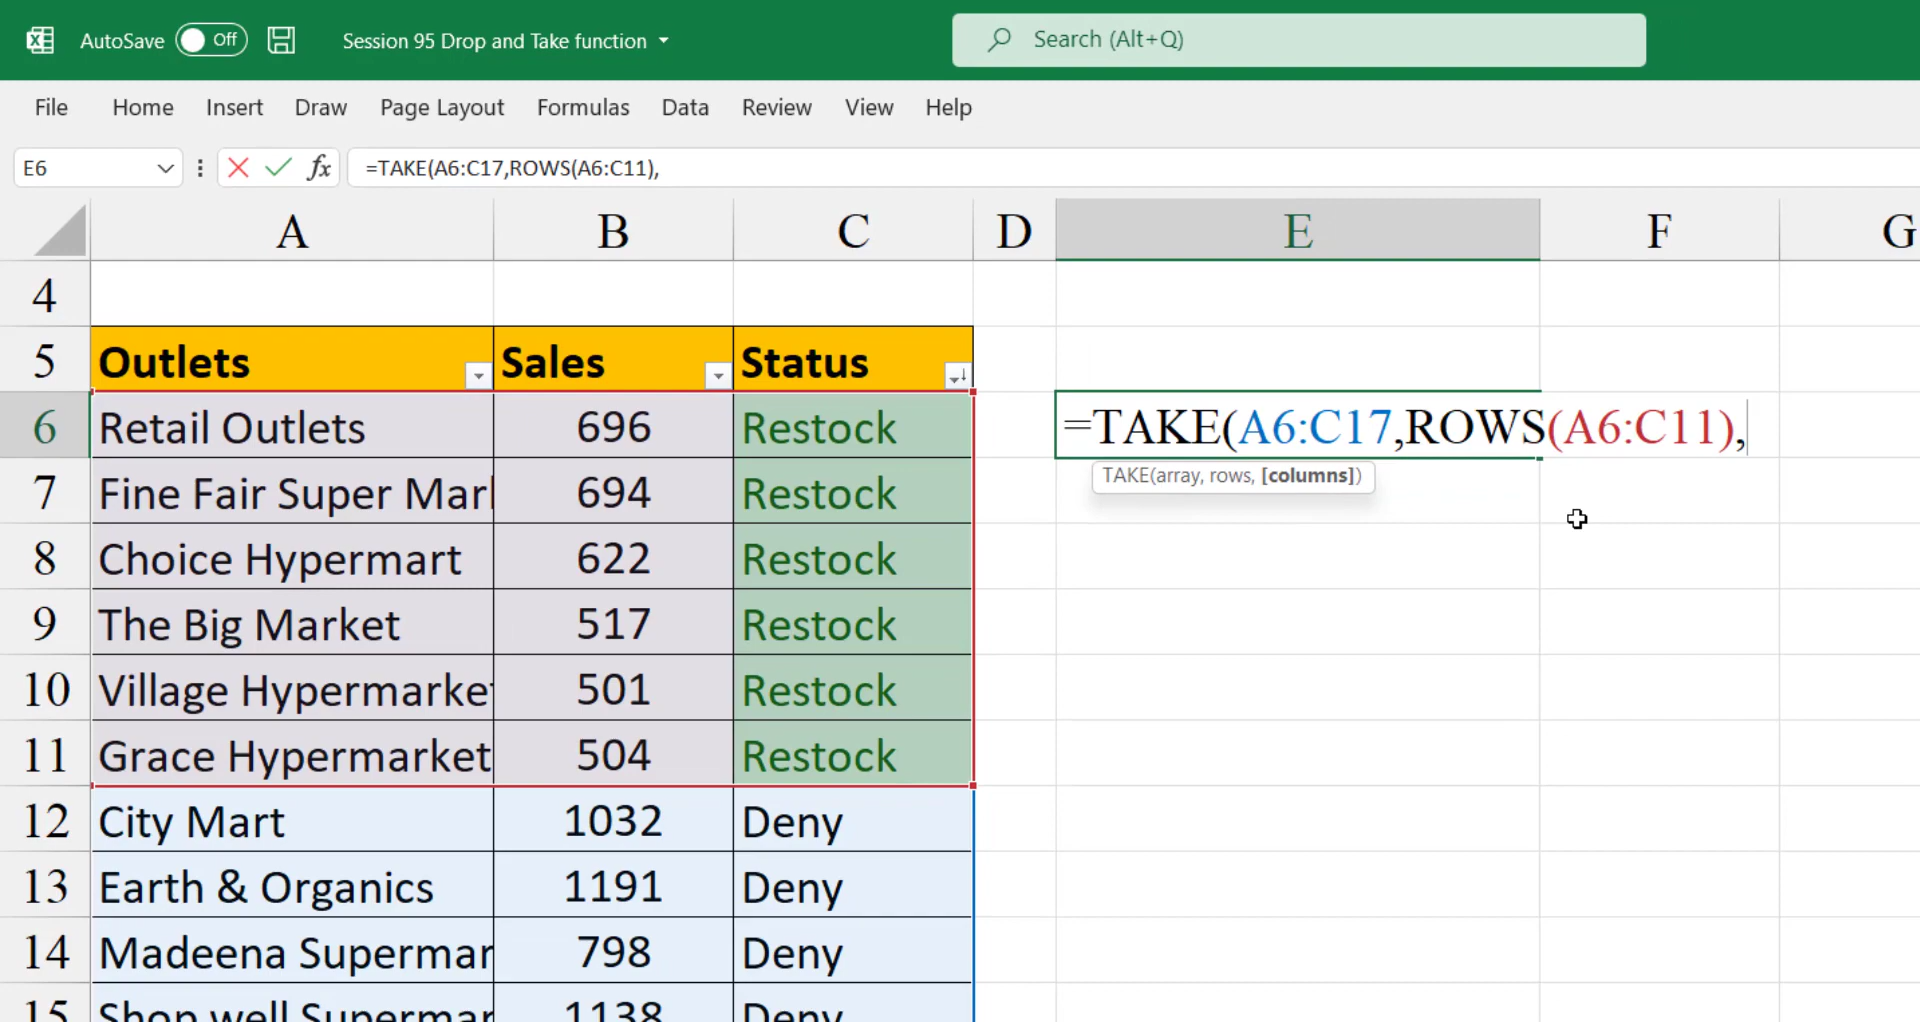 AutoSave Off Session 95 Drop and Take function Search (Alt+Q)
File Home Insert Draw Page Layout Formulas Data Review View Help
E6 fx =TAKE(A6:C17,ROWS(A6:C11),
A B C D E F G
4
5 Outlets Sales Status
6 Retail Outlets 696 Restock =TAKE(A6:C17,ROWS(A6:C11),
TAKE(array, rows, [columns])
7 Fine Fair Super Mar 694 Restock
8 Choice Hypermart 622 Restock
9 The Big Market 517 Restock
10 Village Hypermarket 501 Restock
11 Grace Hypermarket 504 Restock
12 City Mart 1032 Deny
13 Earth & Organics 1191 Deny
14 Madeena Supermar 798 Deny
15 Shop well Supermar 1138 Deny